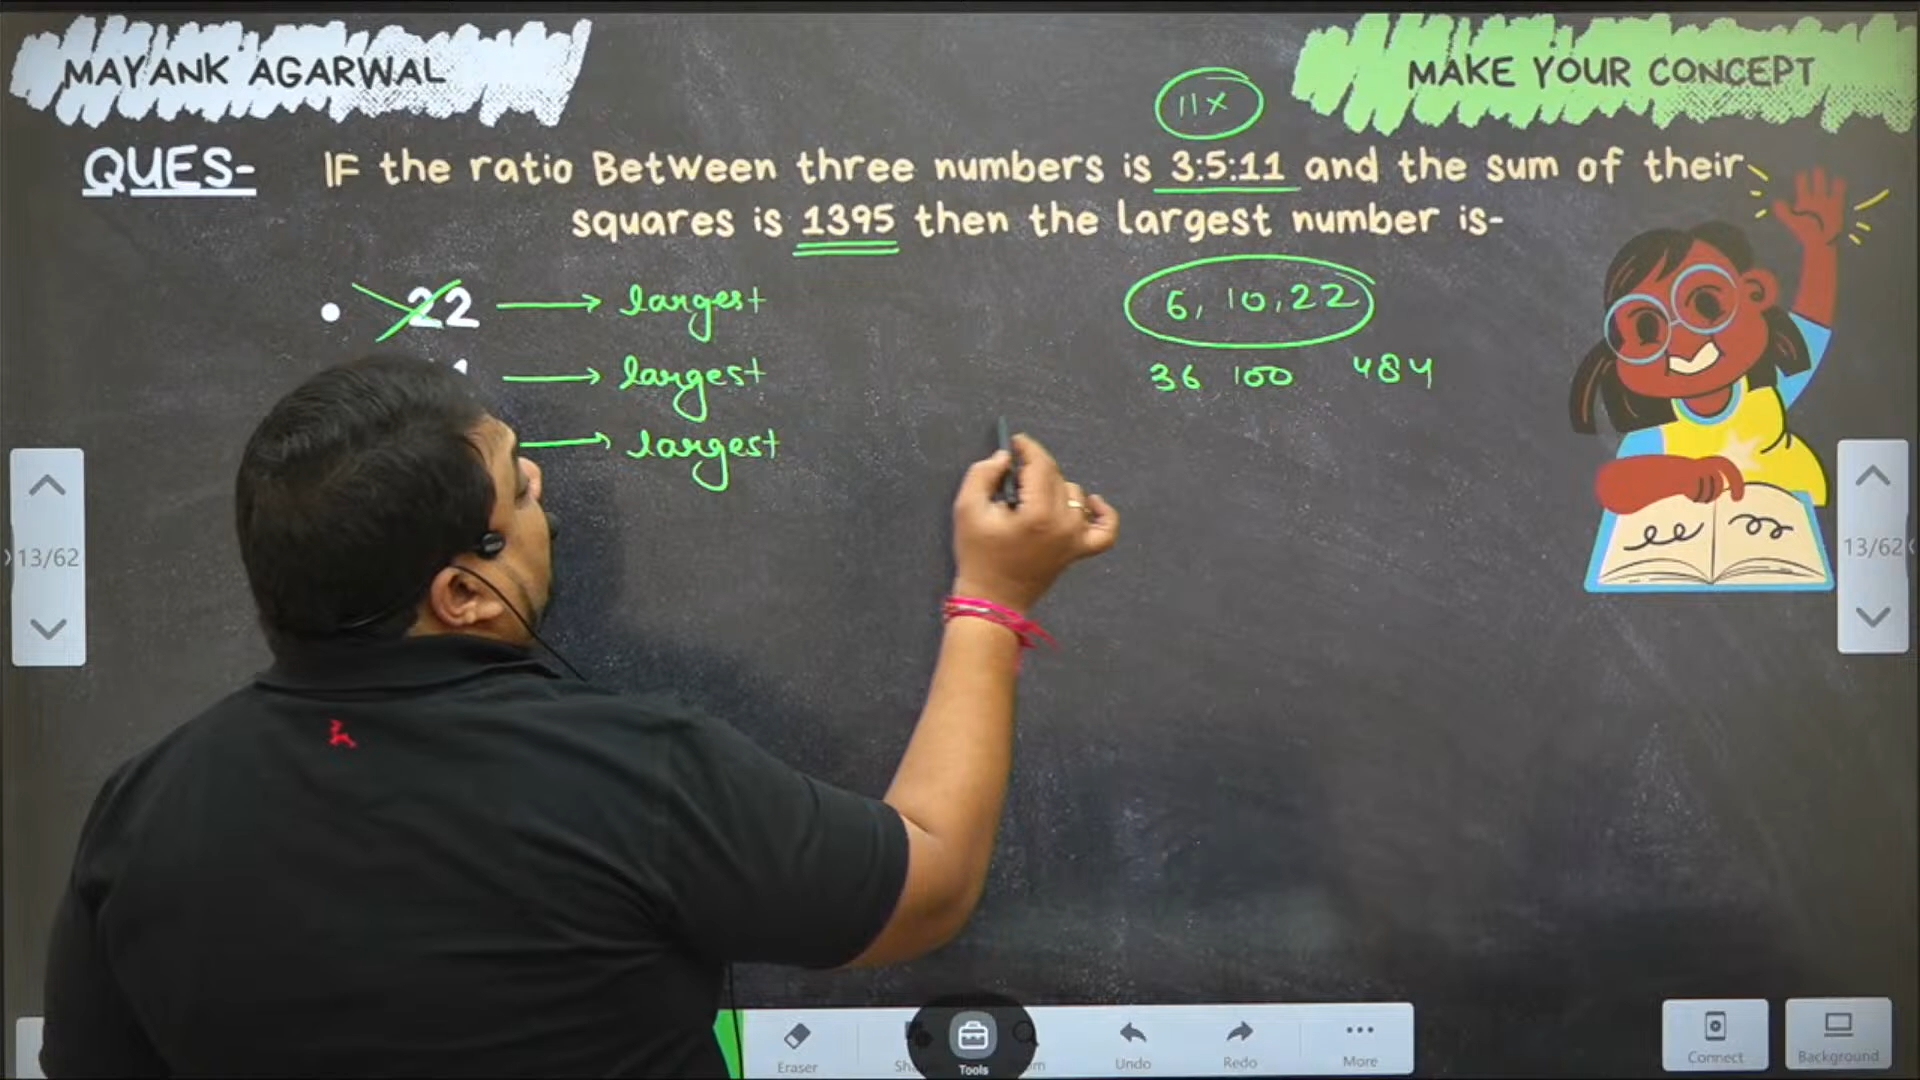 MAYANK AGARWAL
MAKE YOUR CONCEPT
11x
QUES- IF the ratio Between three numbers is 3:5:11 and the sum of their
squares is 1395 then the largest number is-
• 22 → largest
6, 10, 22
→ largest
36 100 484
→ largest
13/62
13/62
Eraser
Tools
Undo
Redo
More
Connect
Background